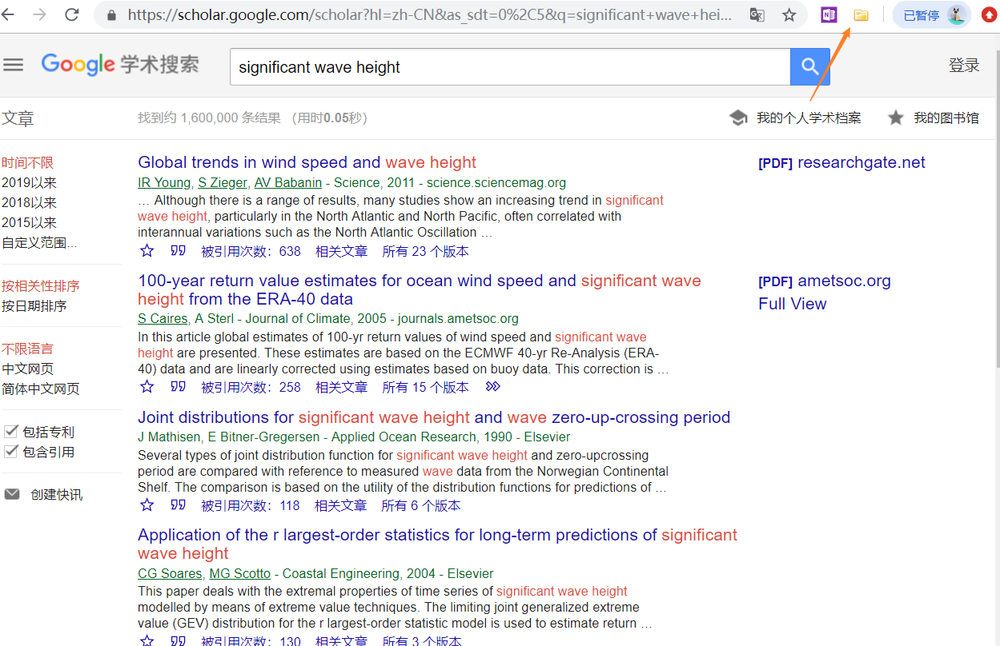 https://scholar.google.com/scholar?hl=zh-CN&as_sdt=0%2C5&q=significant+wave+hei...
已暂停
Google 学术搜索
significant wave height
登录
文章
找到约 1,600,000 条结果 （用时0.05秒）
我的个人学术档案
我的图书馆
时间不限
2019以来
2018以来
2015以来
自定义范围...
按相关性排序
按日期排序
不限语言
中文网页
简体中文网页
包括专利
包含引用
创建快讯
Global trends in wind speed and wave height
[PDF] researchgate.net
IR Young, S Zieger, AV Babanin - Science, 2011 - science.sciencemag.org
... Although there is a range of results, many studies show an increasing trend in significant
wave height, particularly in the North Atlantic and North Pacific, often correlated with
interannual variations such as the North Atlantic Oscillation ...
被引用次数：638 相关文章 所有 23 个版本
100-year return value estimates for ocean wind speed and significant wave
height from the ERA-40 data
[PDF] ametsoc.org
Full View
S Caires, A Sterl - Journal of Climate, 2005 - journals.ametsoc.org
In this article global estimates of 100-yr return values of wind speed and significant wave
height are presented. These estimates are based on the ECMWF 40-yr Re-Analysis (ERA-
40) data and are linearly corrected using estimates based on buoy data. This correction is ...
被引用次数：258 相关文章 所有 15 个版本
Joint distributions for significant wave height and wave zero-up-crossing period
J Mathisen, E Bitner-Gregersen - Applied Ocean Research, 1990 - Elsevier
Several types of joint distribution function for significant wave height and zero-upcrossing
period are compared with reference to measured wave data from the Norwegian Continental
Shelf. The comparison is based on the utility of the distribution functions for predictions of ...
被引用次数：118 相关文章 所有 6 个版本
Application of the r largest-order statistics for long-term predictions of significant
wave height
CG Soares, MG Scotto - Coastal Engineering, 2004 - Elsevier
This paper deals with the extremal properties of time series of significant wave height
modelled by means of extreme value techniques. The limiting joint generalized extreme
value (GEV) distribution for the r largest-order statistic model is used to estimate return ...
被引用次数：130 相关文章 所有 3 个版本